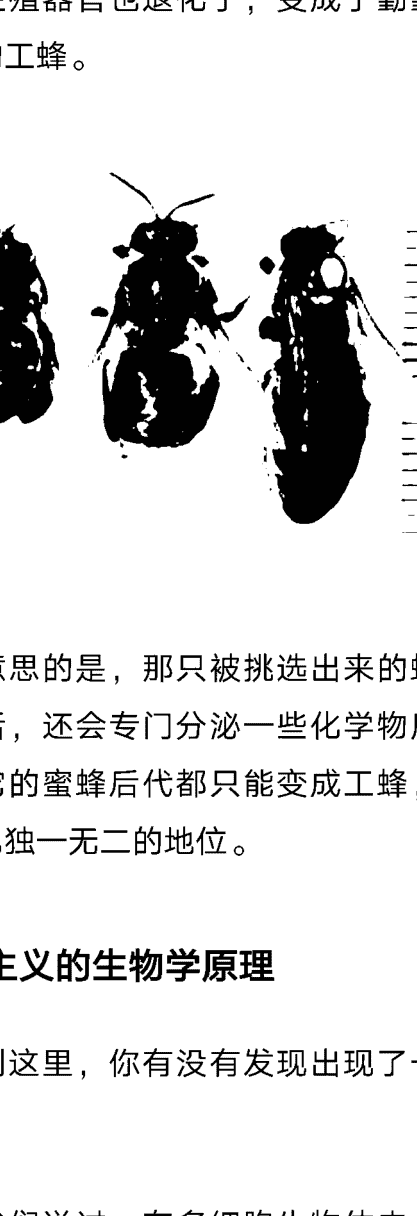 殖器官也退化了，变成了勤
工蜂。
意思的是，那只被挑选出来的
后，还会专门分泌一些化学物
它的蜜蜂后代都只能变成工蜂，
独一无二的地位。
主义的生物学原理
到这里，你有没有发现出现了